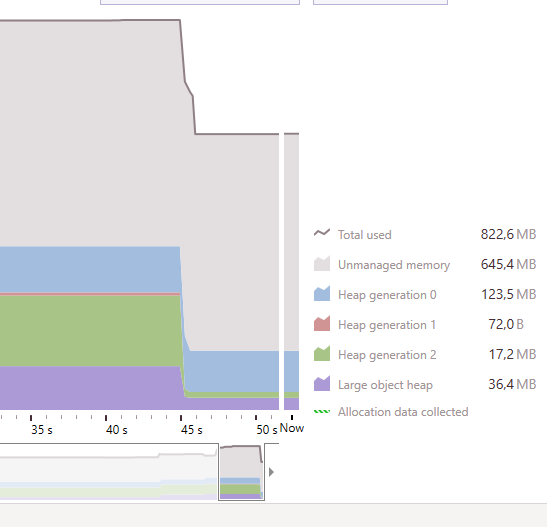 Total used 822,6 MB
Unmanaged memory 645,4 MB
Heap generation 0 123,5 MB
Heap generation 1 72,0 B
Heap generation 2 17,2 MB
Large object heap 36,4 MB
Allocation data collected
35 s 40 s 45 s 50 s Now